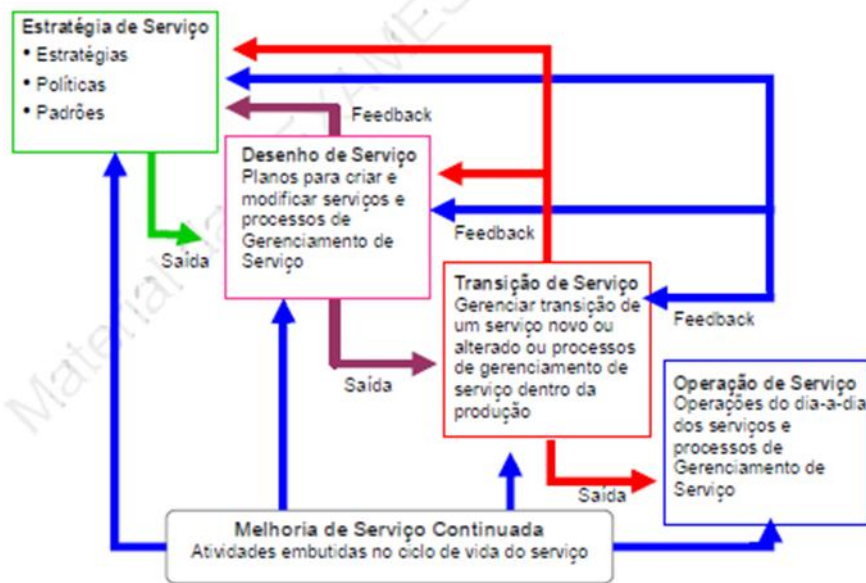 Estratégia de Serviço
• Estratégias
• Políticas
• Padrões
Feedback
Desenho de Serviço
Planos para criar e
modificar serviços e
processos de
Gerenciamento de
Serviço
Saída
Feedback
Transição de Serviço
Gerenciar transição de
um serviço novo ou
alterado ou processos
de gerenciamento de
serviço dentro da
produção
Feedback
Saída
Operação de Serviço
Operações do dia-a-dia
dos serviços e
processos de
Gerenciamento de
Serviço
Saída
Melhoria de Serviço Continuada
Atividades embutidas no ciclo de vida do serviço
Material
EXAMES